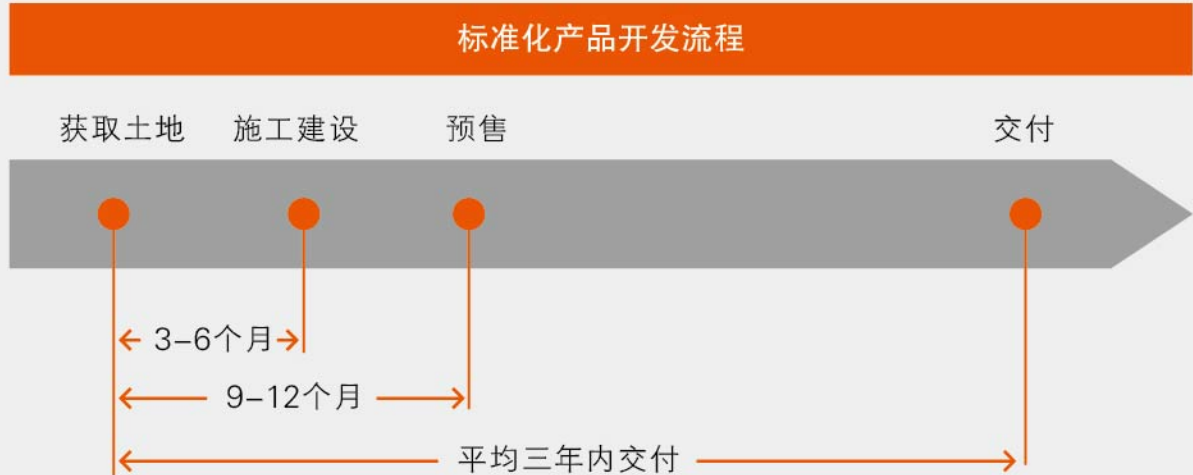 标准化产品开发流程
获取土地 施工建设 预售 交付
3–6个月
9–12个月
平均三年内交付